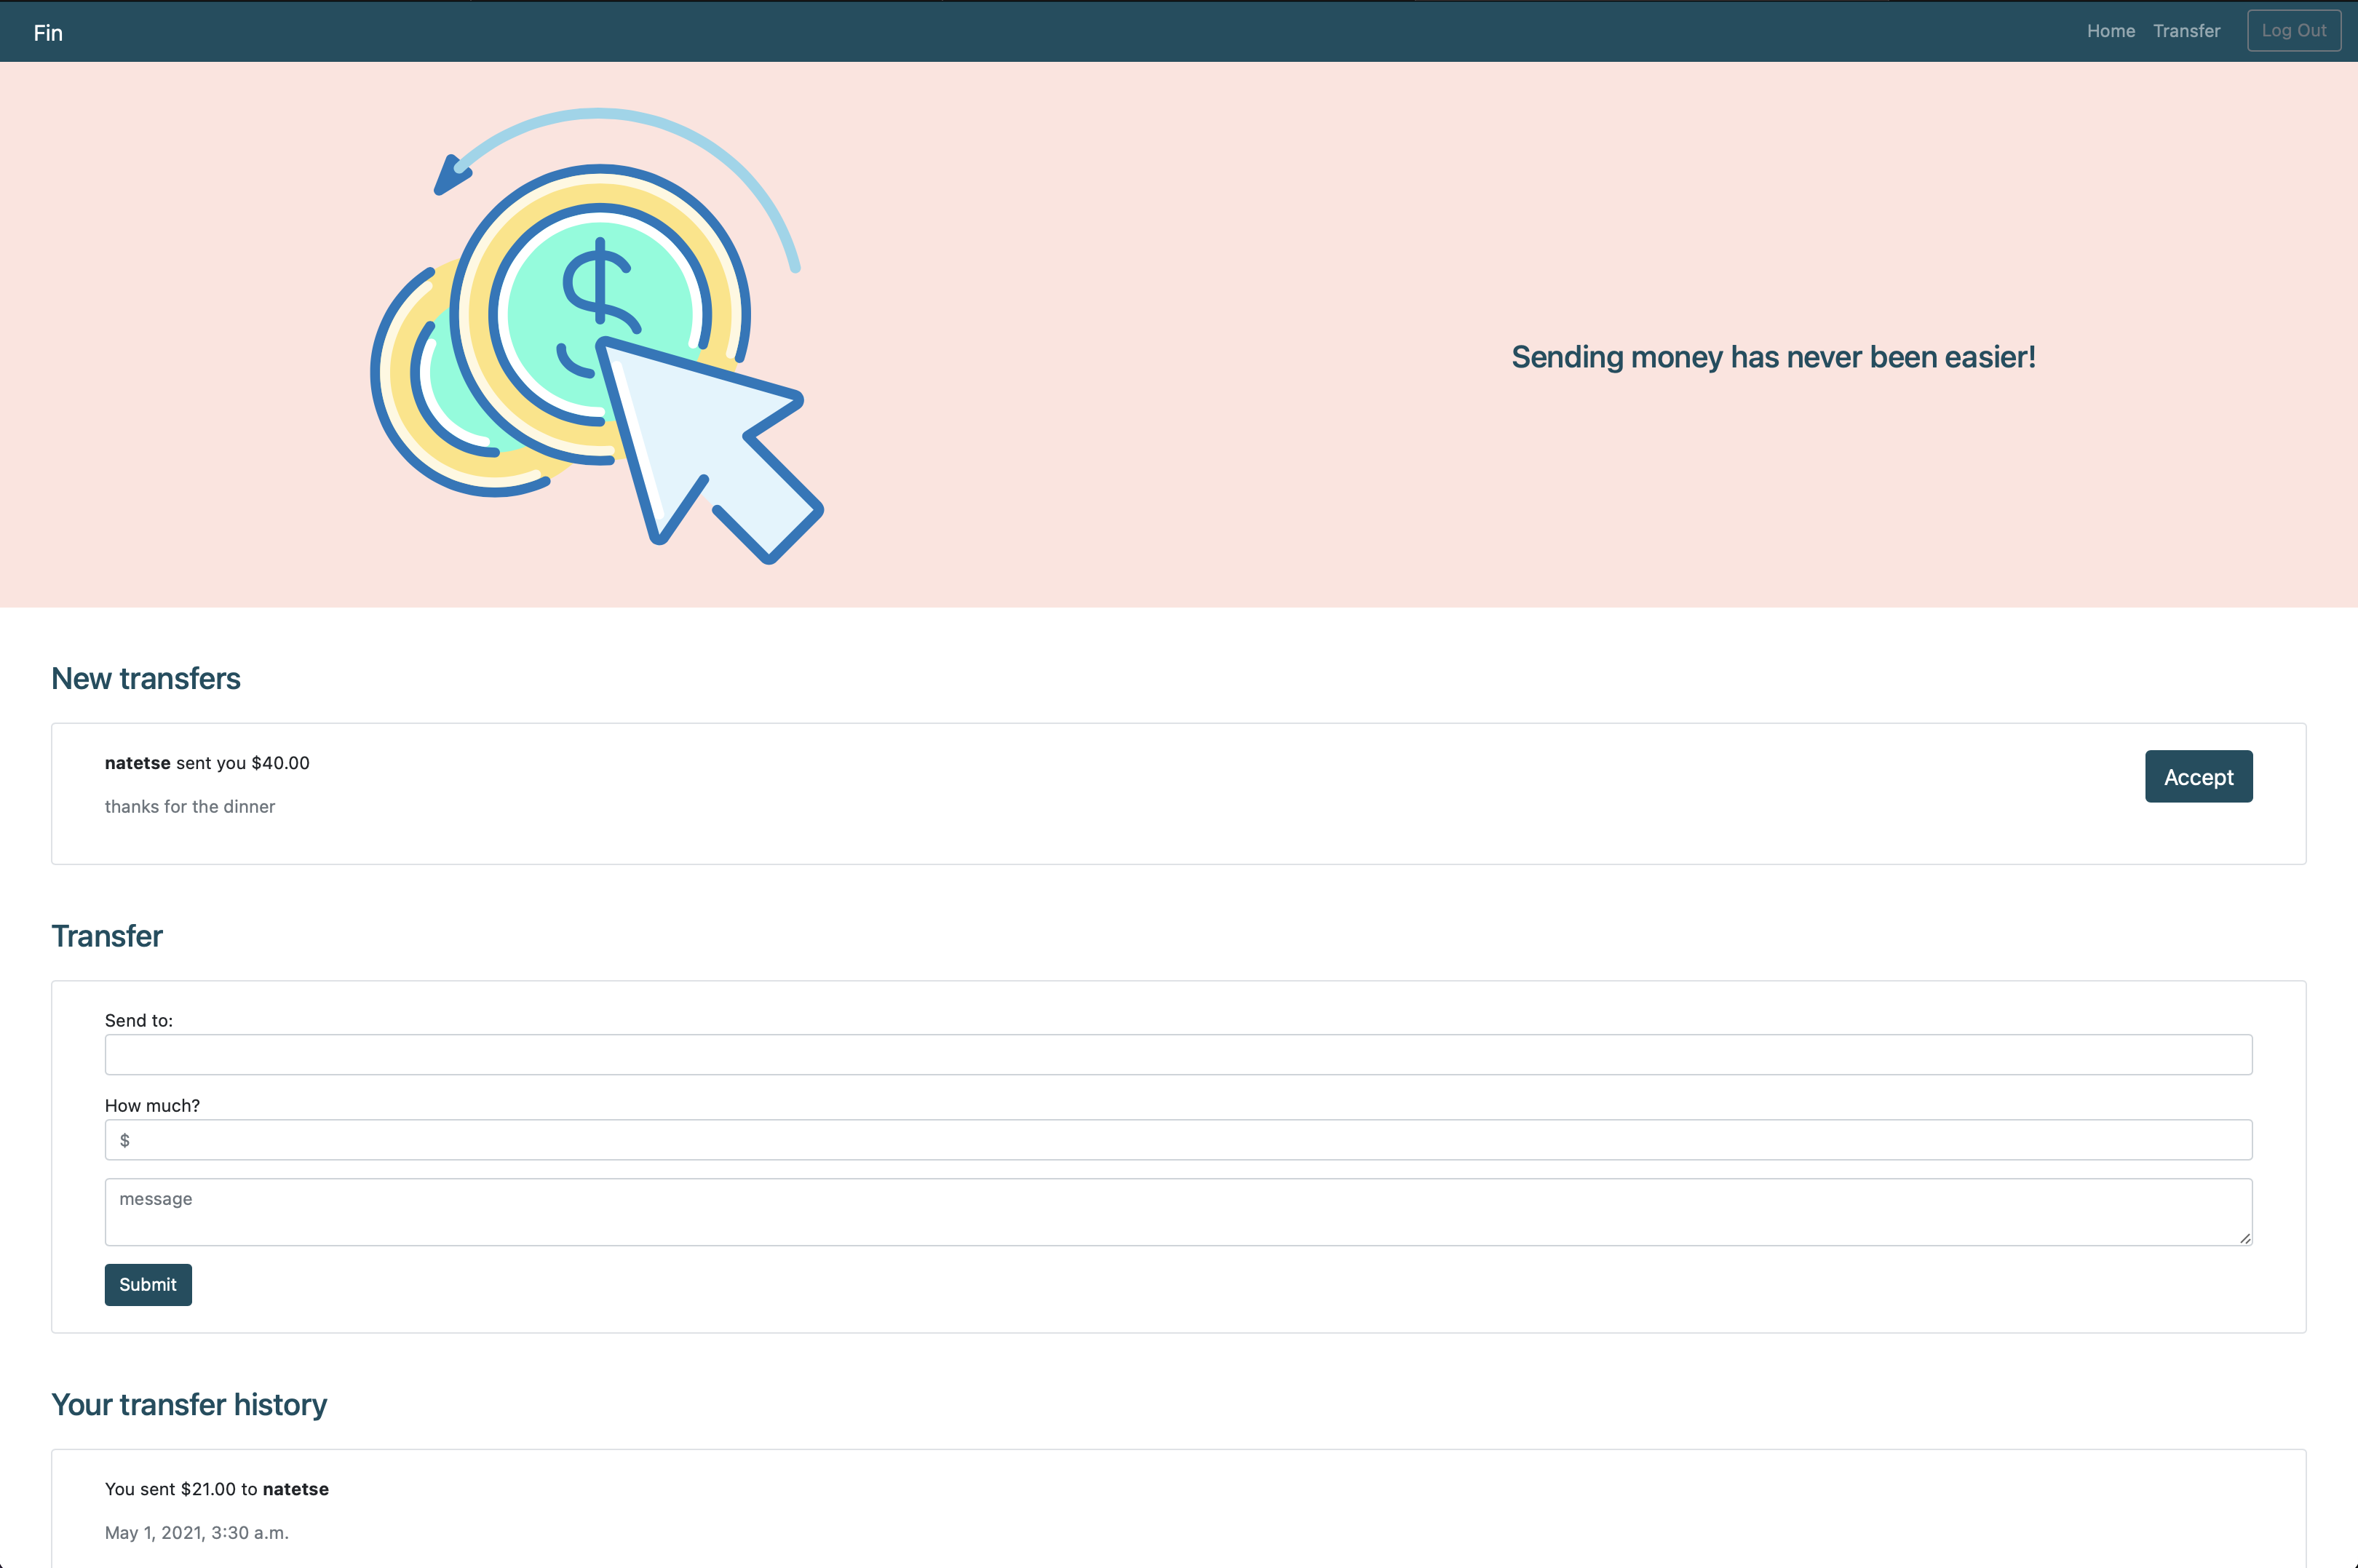 Fin
Home Transfer Log Out
Sending money has never been easier!
New transfers
natetse sent you $40.00
Accept
thanks for the dinner
Transfer
Send to:
How much?
$
message
Submit
Your transfer history
You sent $21.00 to natetse
May 1, 2021, 3:30 a.m.